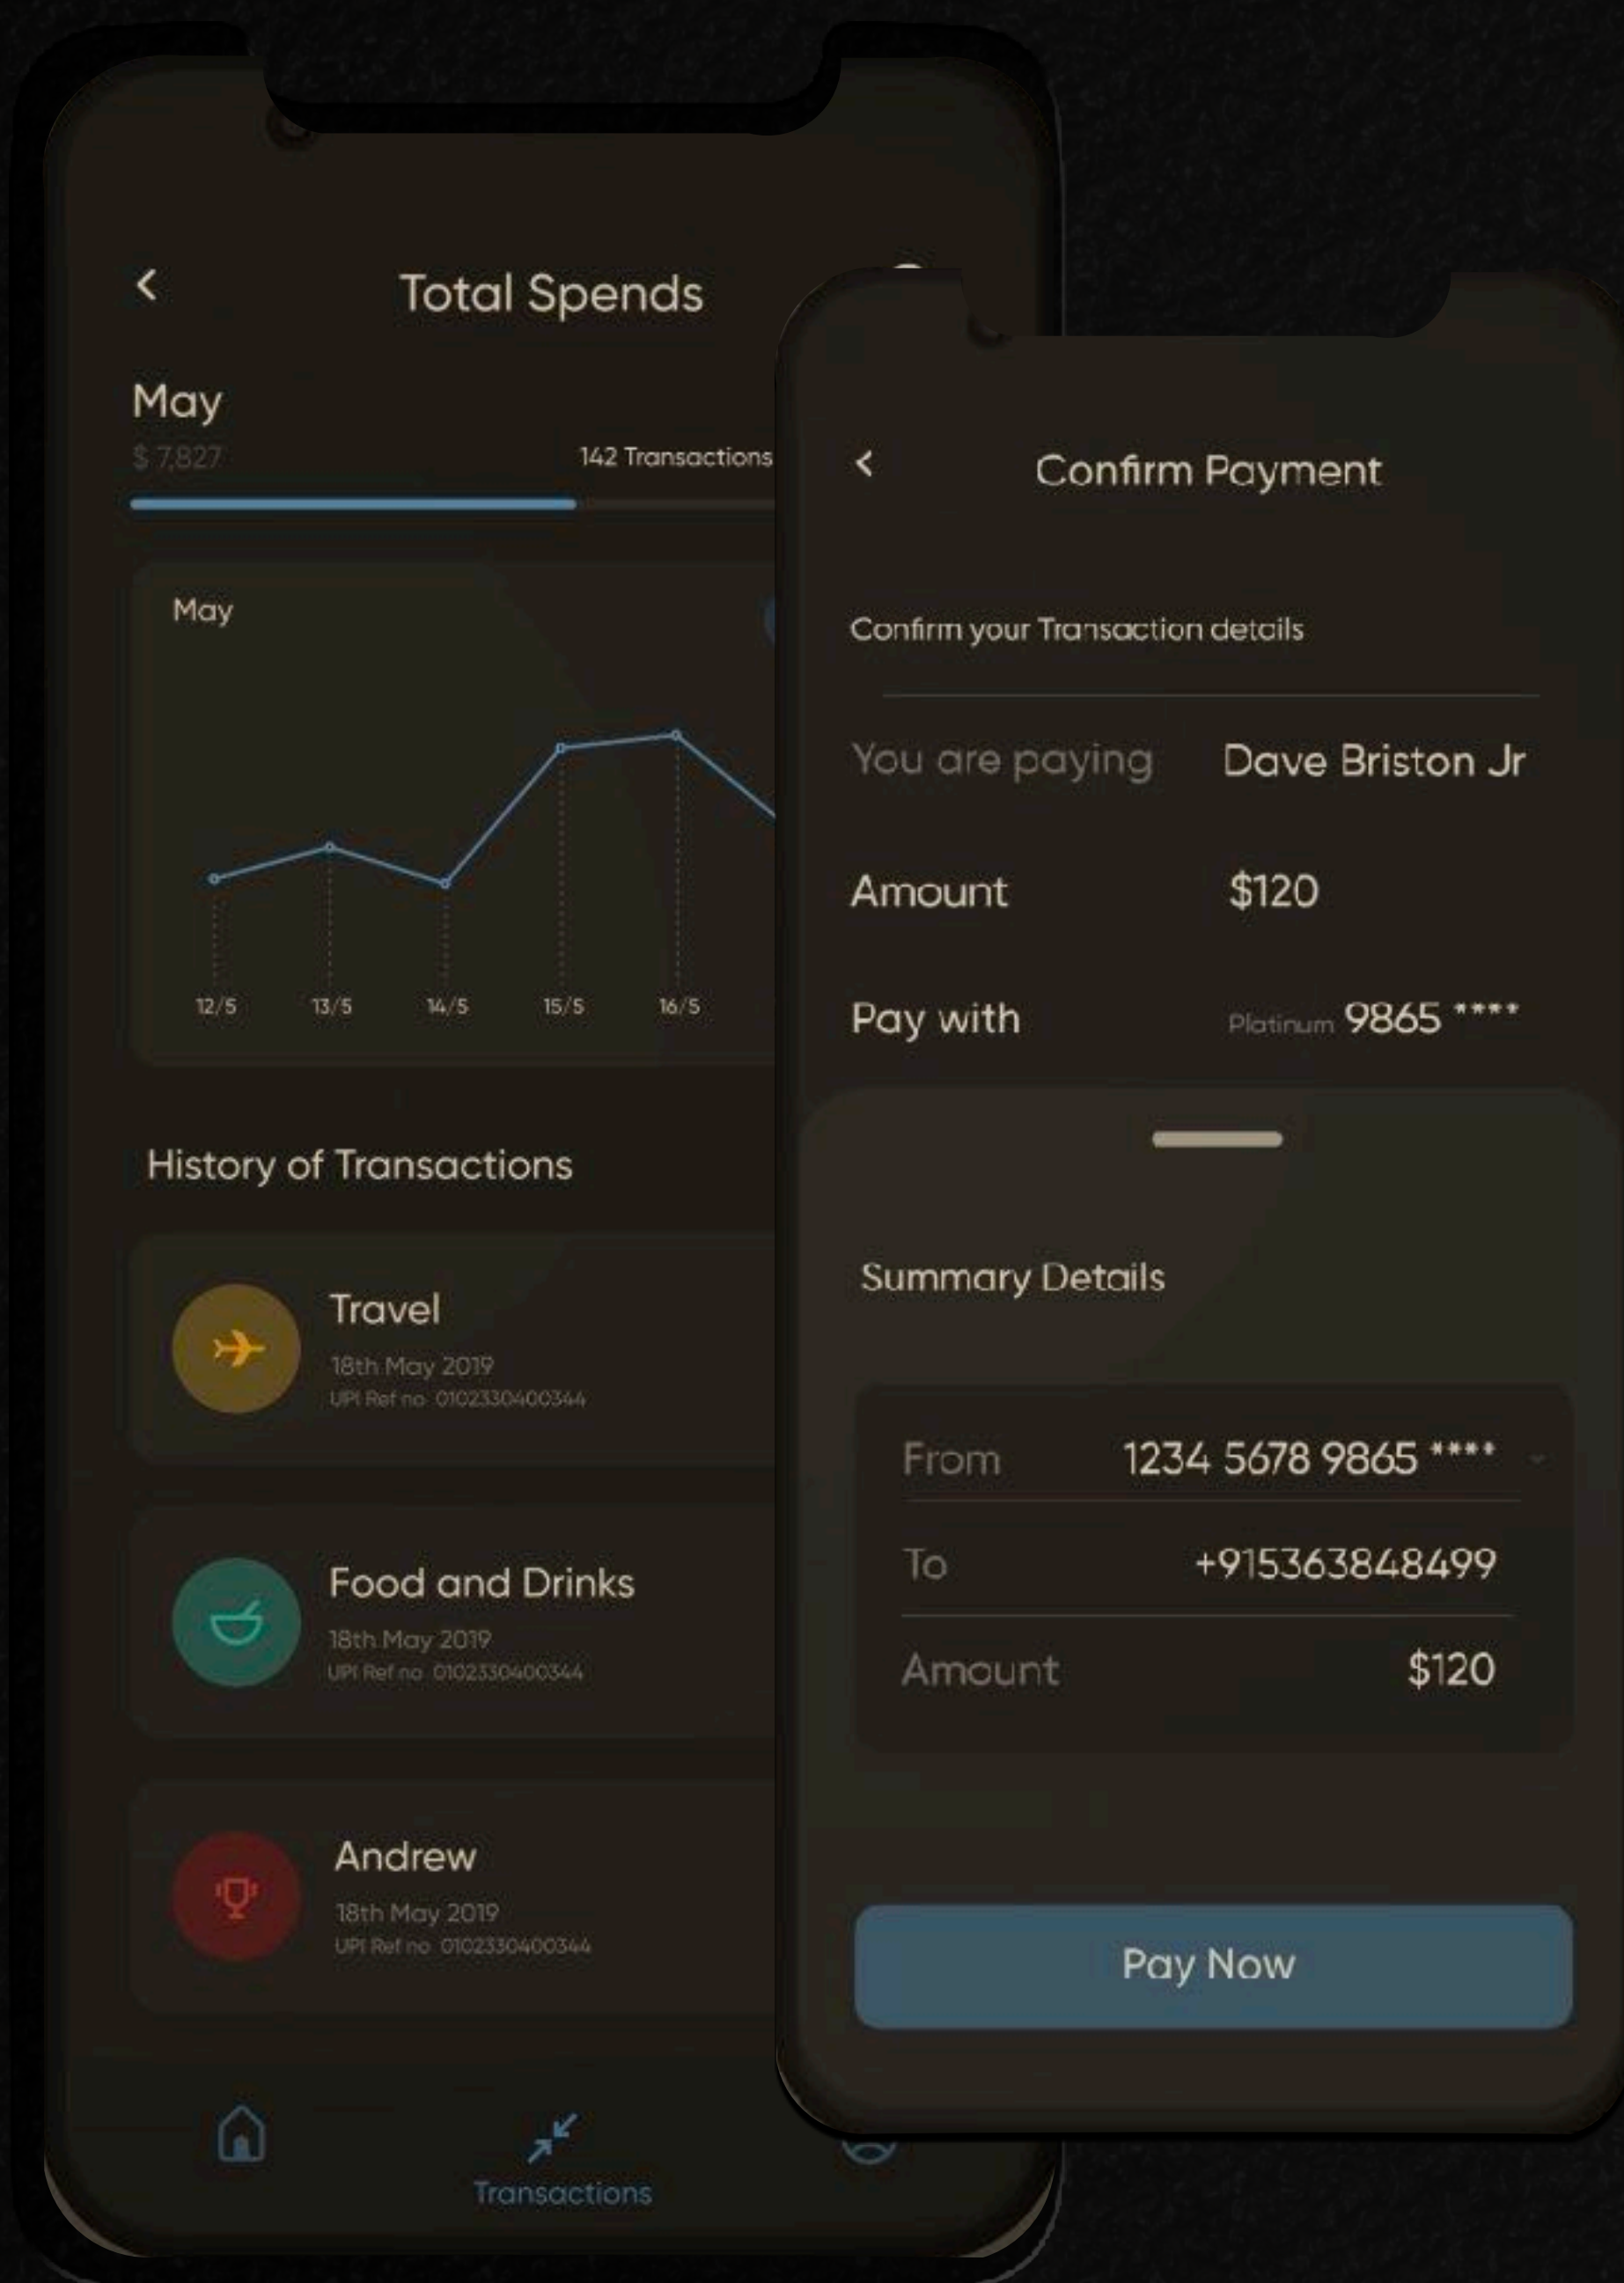 Total Spends
May
$ 7,827
142 Transactions
May
12/5 13/5 14/5 15/5 16/5
History of Transactions
Travel
18th May 2019
UPI Ref no 0102330400344
Food and Drinks
18th May 2019
UPI Ref no 0102330400344
Andrew
18th May 2019
UPI Ref no 0102330400344
Transactions
Confirm Payment
Confirm your Transaction details
You are paying Dave Briston Jr
Amount $120
Pay with Platinum 9865 ****
Summary Details
From 1234 5678 9865 ****
To +915363848499
Amount $120
Pay Now